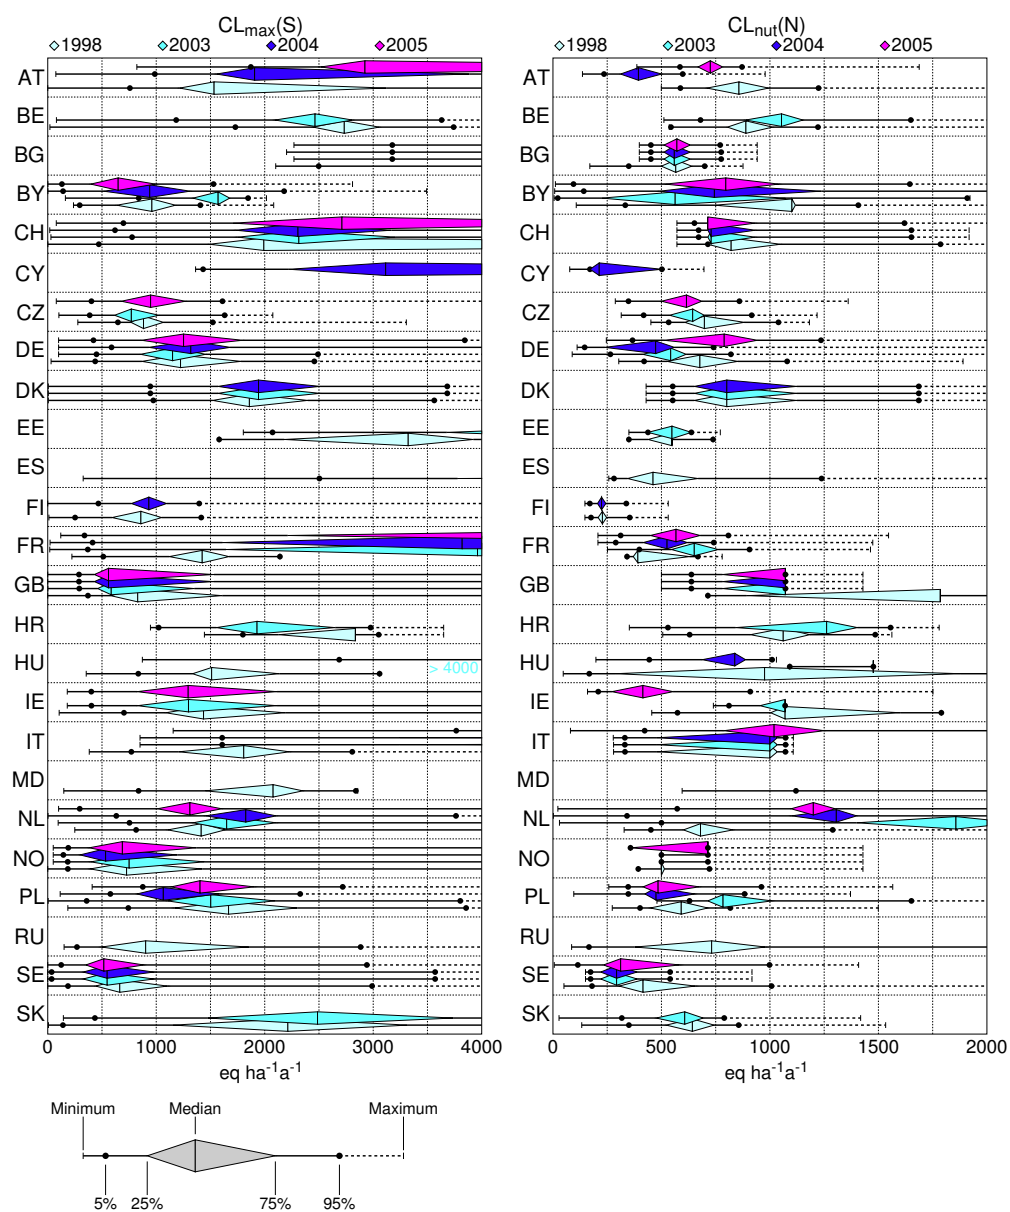 CLmax(S)
1998 2003 2004 2005
AT
BE
BG
BY
CH
CY
CZ
DE
DK
EE
ES
FI
FR
GB
HR
HU
> 4000
IE
IT
MD
NL
NO
PL
RU
SE
SK
0 1000 2000 3000 4000
eq ha-1a-1
CLnut(N)
1998 2003 2004 2005
AT
BE
BG
BY
CH
CY
CZ
DE
DK
EE
ES
FI
FR
GB
HR
HU
IE
IT
MD
NL
NO
PL
RU
SE
SK
0 500 1000 1500 2000
eq ha-1a-1
Minimum Median Maximum
5% 25% 75% 95%